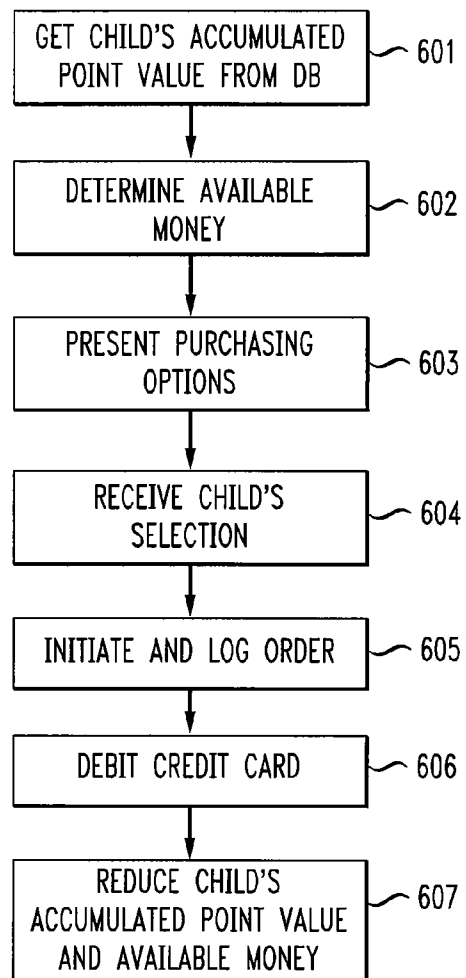 GET CHILD'S ACCUMULATED
POINT VALUE FROM DB
601
DETERMINE AVAILABLE
MONEY
602
PRESENT PURCHASING
OPTIONS
603
RECEIVE CHILD'S
SELECTION
604
INITIATE AND LOG ORDER
605
DEBIT CREDIT CARD
606
REDUCE CHILD'S
ACCUMULATED POINT VALUE
AND AVAILABLE MONEY
607